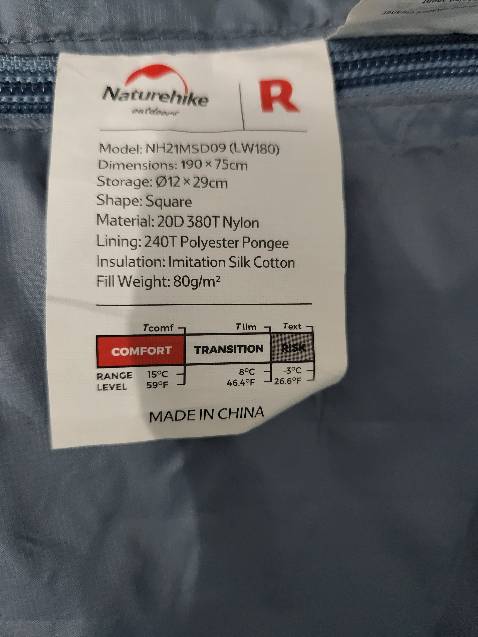 Naturehike
outdoor
R
Model: NH21MSD09 (LW180)
Dimensions: 190 × 75cm
Storage: Ø12 × 29cm
Shape: Square
Material: 20D 380T Nylon
Lining: 240T Polyester Pongee
Insulation: Imitation Silk Cotton
Fill Weight: 80g/m²
Tcomf Tlim Text
COMFORT TRANSITION RISK
RANGE 15°C 8°C -3°C
LEVEL 59°F 46.4°F 26.6°F
MADE IN CHINA